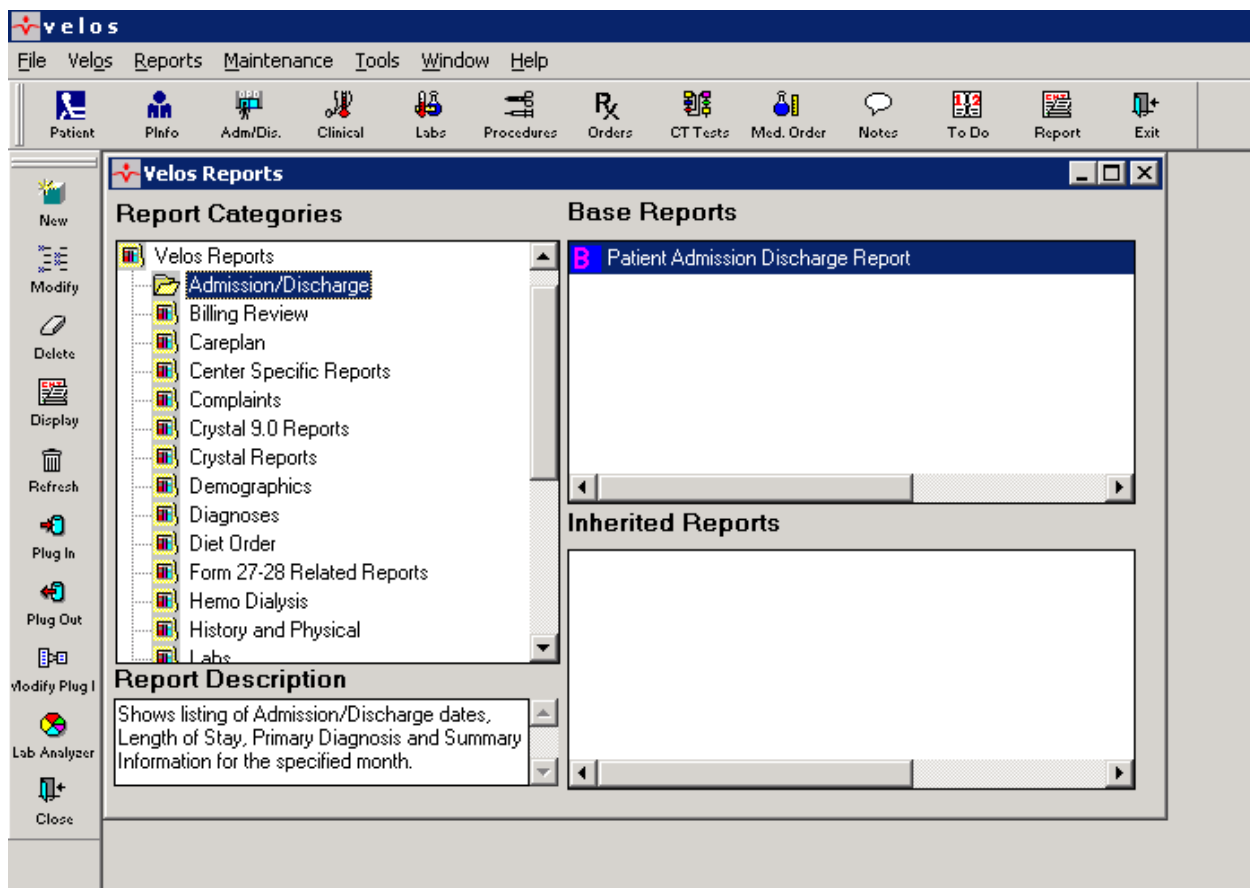 velos
File Velos Reports Maintenance Tools Window Help
Patient PInfo Adm/Dis. Clinical Labs Procedures Orders CT Tests Med. Order Notes To Do Report Exit
Velos Reports
New
Modify
Delete
Display
Refresh
Plug In
Plug Out
Modify Plug I
Lab Analyzer
Close
Report Categories
Velos Reports
Admission/Discharge
Billing Review
Careplan
Center Specific Reports
Complaints
Crystal 9.0 Reports
Crystal Reports
Demographics
Diagnoses
Diet Order
Form 27-28 Related Reports
Hemo Dialysis
History and Physical
Labs
Report Description
Shows listing of Admission/Discharge dates,
Length of Stay, Primary Diagnosis and Summary
Information for the specified month.
Base Reports
B Patient Admission Discharge Report
Inherited Reports